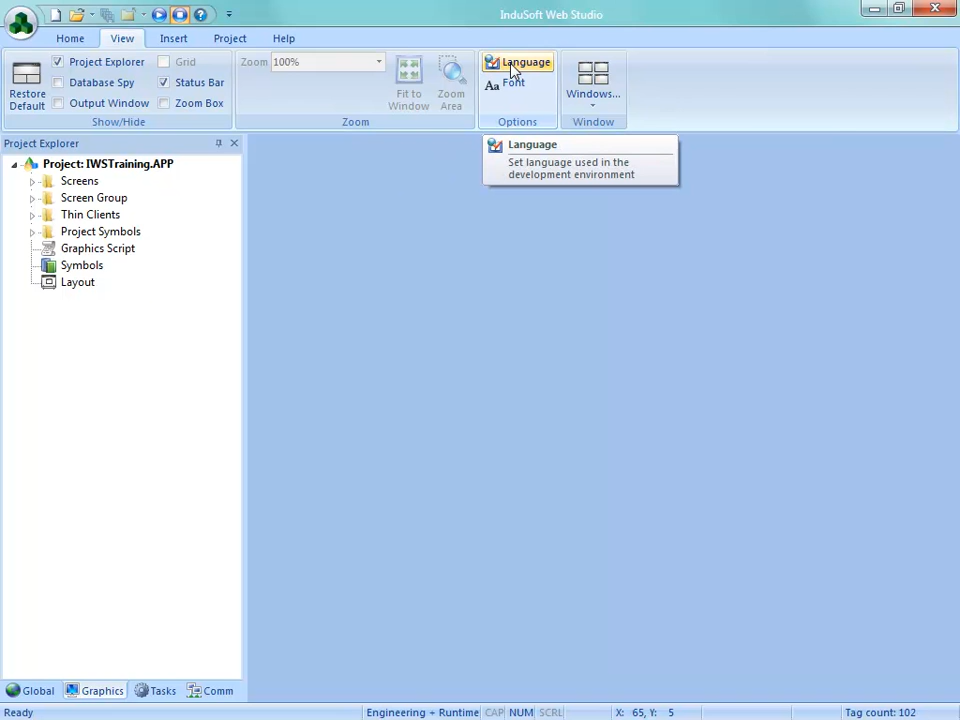 InduSoft Web Studio
Home View Insert Project Help
Restore Default
Project Explorer
Database Spy
Output Window
Grid
Status Bar
Zoom Box
Show/Hide
Zoom 100%
Fit to Window
Zoom Area
Zoom
Language
Font
Options
Windows...
Window
Language
Set language used in the
development environment
Project Explorer
Project: IWSTraining.APP
Screens
Screen Group
Thin Clients
Project Symbols
Graphics Script
Symbols
Layout
Global Graphics Tasks Comm
Ready Engineering + Runtime CAP NUM SCRL X: 65, Y: 5 Tag count: 102